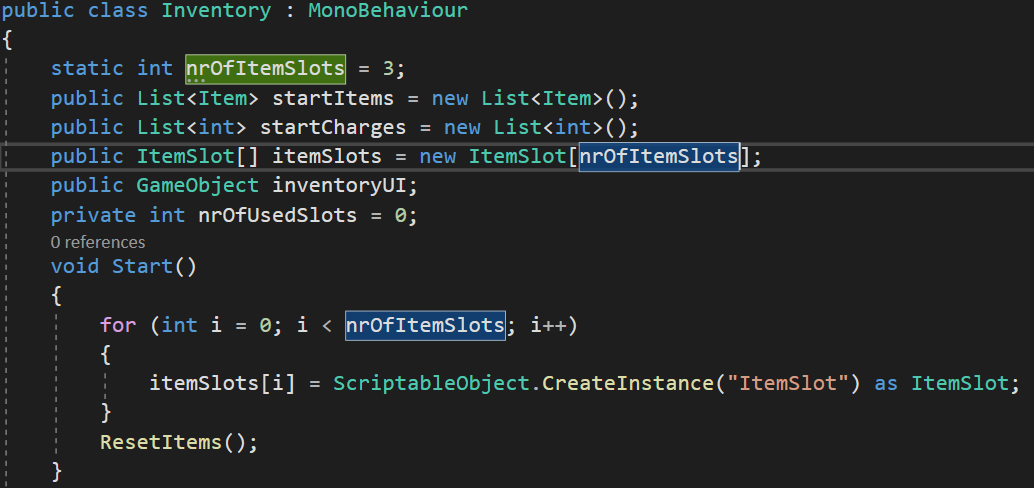 public class Inventory : MonoBehaviour
{
static int nrOfItemSlots = 3;
public List<Item> startItems = new List<Item>();
public List<int> startCharges = new List<int>();
public ItemSlot[] itemSlots = new ItemSlot[nrOfItemSlots];
public GameObject inventoryUI;
private int nrOfUsedSlots = 0;
0 references
void Start()
{
for (int i = 0; i < nrOfItemSlots; i++)
{
itemSlots[i] = ScriptableObject.CreateInstance("ItemSlot") as ItemSlot;
}
ResetItems();
}